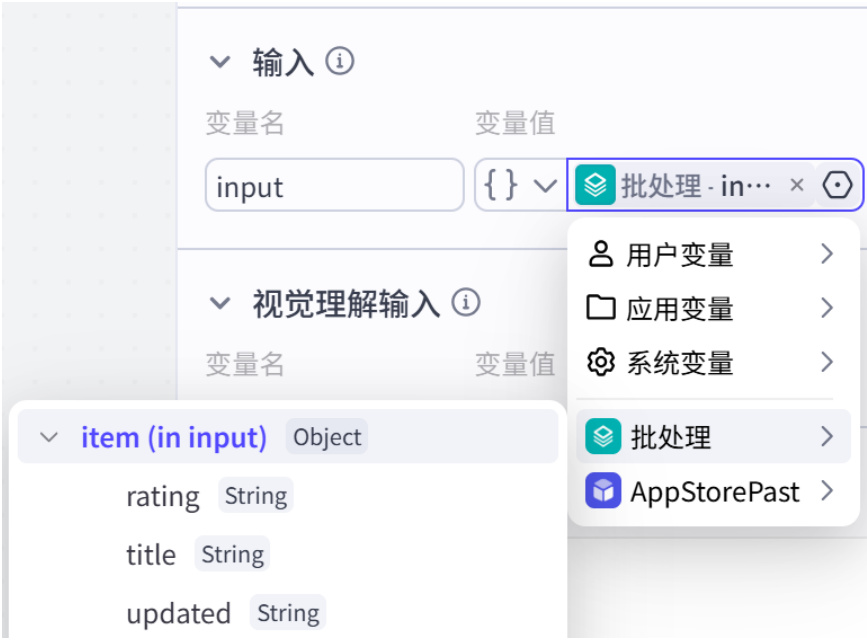 输入
变量名 变量值
input {} 批处理 - in···
用户变量
应用变量
系统变量
批处理
AppStorePast
视觉理解输入
变量名 变量值
item (in input) Object
rating String
title String
updated String